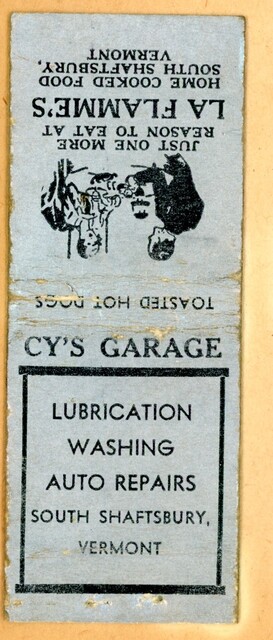 JUST ONE MORE
REASON TO EAT AT
LA FLAMME'S
HOME COOKED FOOD
SOUTH SHAFTSBURY,
VERMONT
TOASTED HOT DOGS
CY'S GARAGE
LUBRICATION
WASHING
AUTO REPAIRS
SOUTH SHAFTSBURY,
VERMONT